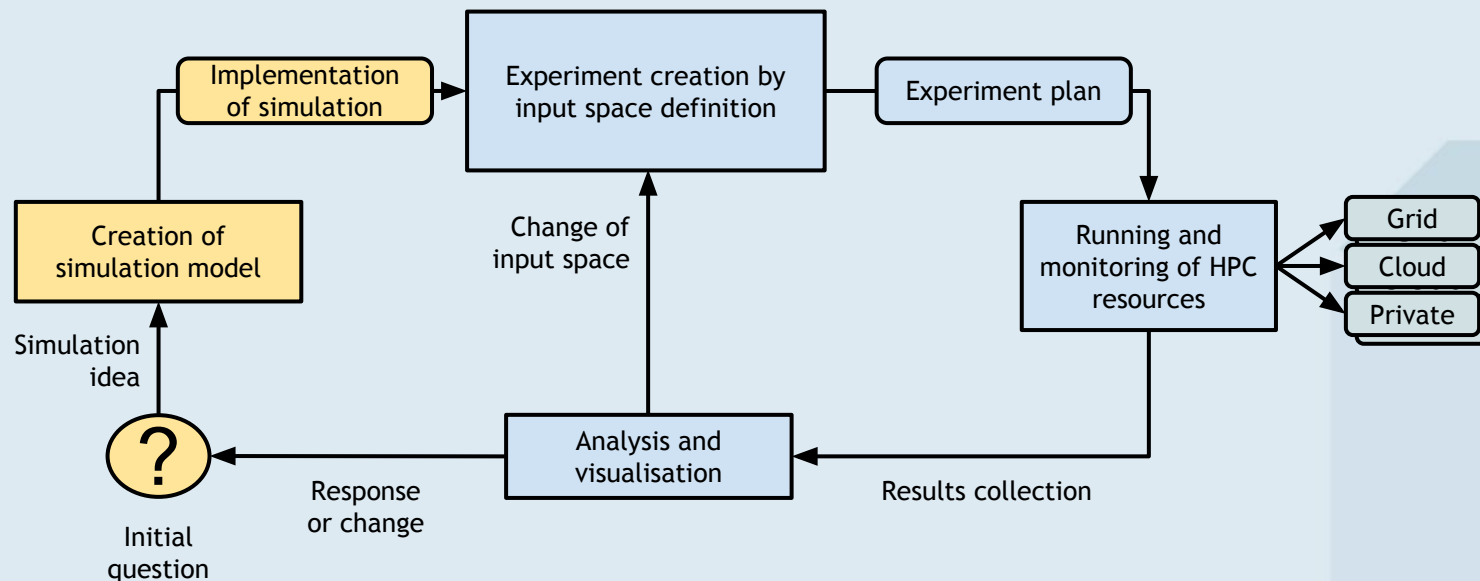 Implementation
of simulation
Experiment creation by
input space definition
Experiment plan
Creation of
simulation model
Change of
input space
Running and
monitoring of HPC
resources
Grid
Cloud
Private
Simulation
idea
?
Initial
question
Response
or change
Analysis and
visualisation
Results collection